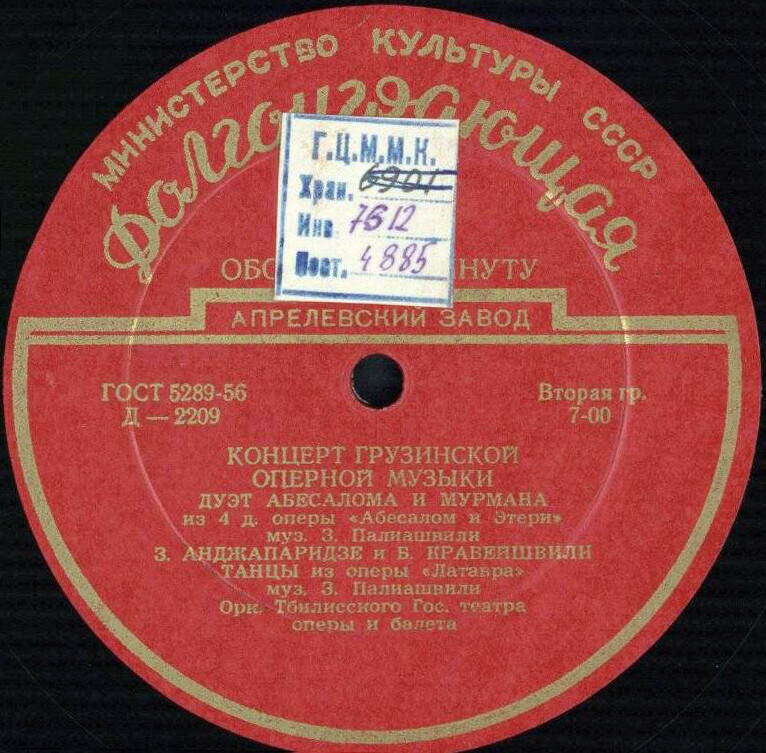 МИНИСТЕРСТВО КУЛЬТУРЫ СССР
Долгоиграющая
Г.Ц.М.М.К.
Хран. 6901
Инв 7612
Пост. 4885
АПРЕЛЕВСКИЙ ЗАВОД
ГОСТ 5289-56
Д — 2209
Вторая гр.
7-00
КОНЦЕРТ ГРУЗИНСКОЙ
ОПЕРНОЙ МУЗЫКИ
ДУЭТ АБЕСАЛОМА И МУРМАНА
из 4 д. оперы «Абесалом и Этери»
муз. З. Палиашвили
З. АНДЖАПАРИДЗЕ и Б. КРАВЕИШВИЛИ
ТАНЦЫ из оперы «Латавра»
муз. З. Палиашвили
Орк. Тбилисского Гос. театра
оперы и балета